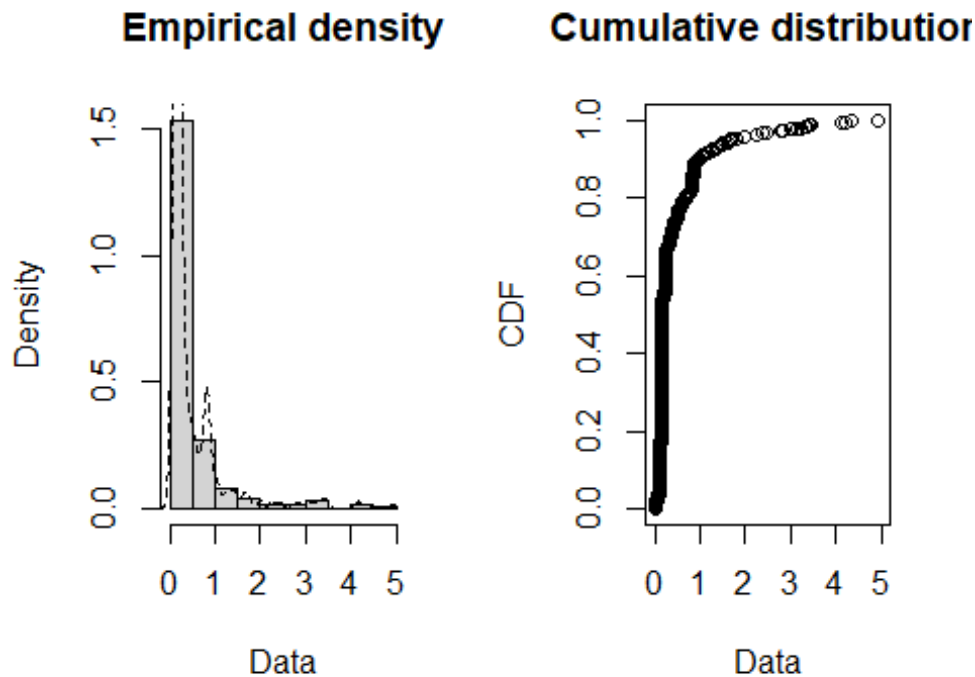 Empirical density
Density
0.0
0.5
1.0
1.5
0 1 2 3 4 5
Data
Cumulative distribution
CDF
0.0
0.2
0.4
0.6
0.8
1.0
0 1 2 3 4 5
Data